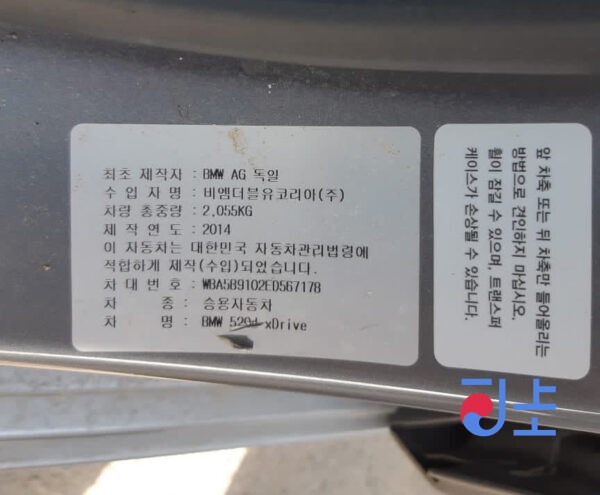 최초 제작자 : BMW AG 독일
수 입 자 명 : 비엠더블유코리아(주)
차량 총중량 : 2,055KG
제 작 연 도 : 2014
이 자동차는 대한민국 자동차관리법령에
적합하게 제작(수입)되었습니다.
차 대 번 호 : WBA5B9102ED567178
차 종 : 승용자동차
차 명 : BMW 520d xDrive
앞 차축 또는 뒤 차축만 들어올리는
방법으로 견인하지 마십시오.
휠이 잠길 수 있으며, 트랜스퍼
케이스가 손상될 수 있습니다.